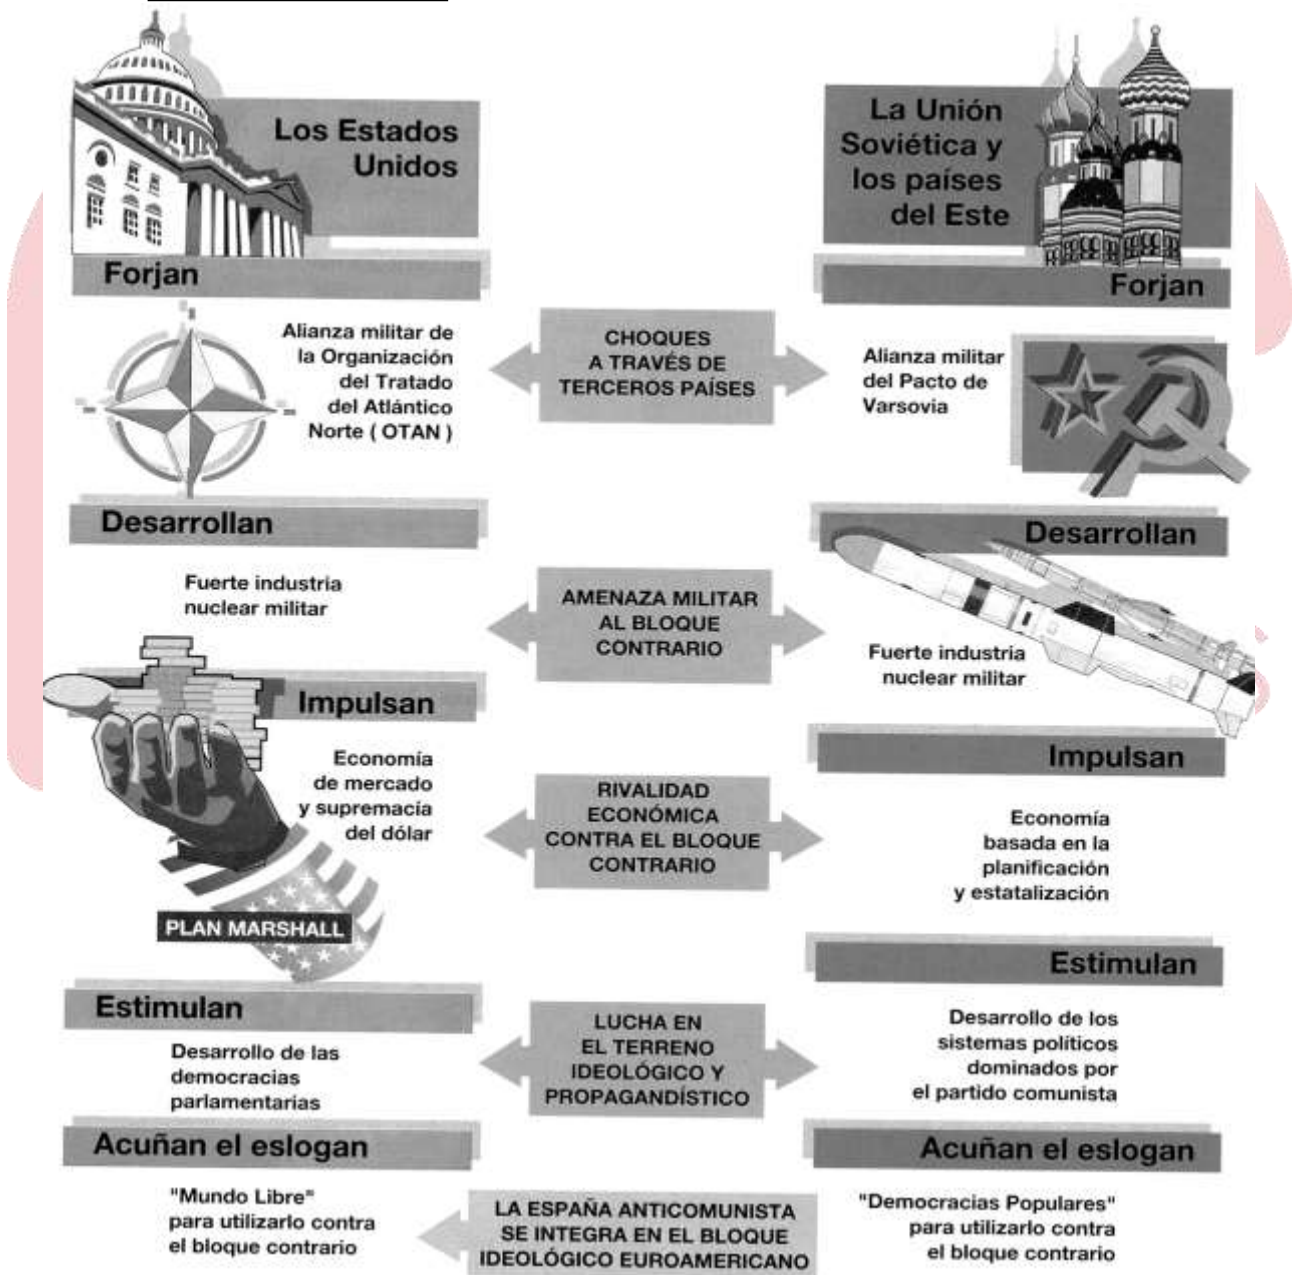 Los Estados
Unidos
Forjan
Alianza militar de
la Organización
del Tratado
del Atlántico
Norte ( OTAN )
Desarrollan
Fuerte industria
nuclear militar
Impulsan
Economía
de mercado
y supremacía
del dólar
PLAN MARSHALL
Estimulan
Desarrollo de las
democracias
parlamentarias
Acuñan el eslogan
"Mundo Libre"
para utilizarlo contra
el bloque contrario
CHOQUES
A TRAVÉS DE
TERCEROS PAÍSES
AMENAZA MILITAR
AL BLOQUE
CONTRARIO
RIVALIDAD
ECONÓMICA
CONTRA EL BLOQUE
CONTRARIO
LUCHA EN
EL TERRENO
IDEOLÓGICO Y
PROPAGANDÍSTICO
LA ESPAÑA ANTICOMUNISTA
SE INTEGRA EN EL BLOQUE
IDEOLÓGICO EUROAMERICANO
La Unión
Soviética y
los países
del Este
Forjan
Alianza militar
del Pacto de
Varsovia
Desarrollan
Fuerte industria
nuclear militar
Impulsan
Economía
basada en la
planificación
y estatalización
Estimulan
Desarrollo de los
sistemas políticos
dominados por
el partido comunista
Acuñan el eslogan
"Democracias Populares"
para utilizarlo contra
el bloque contrario